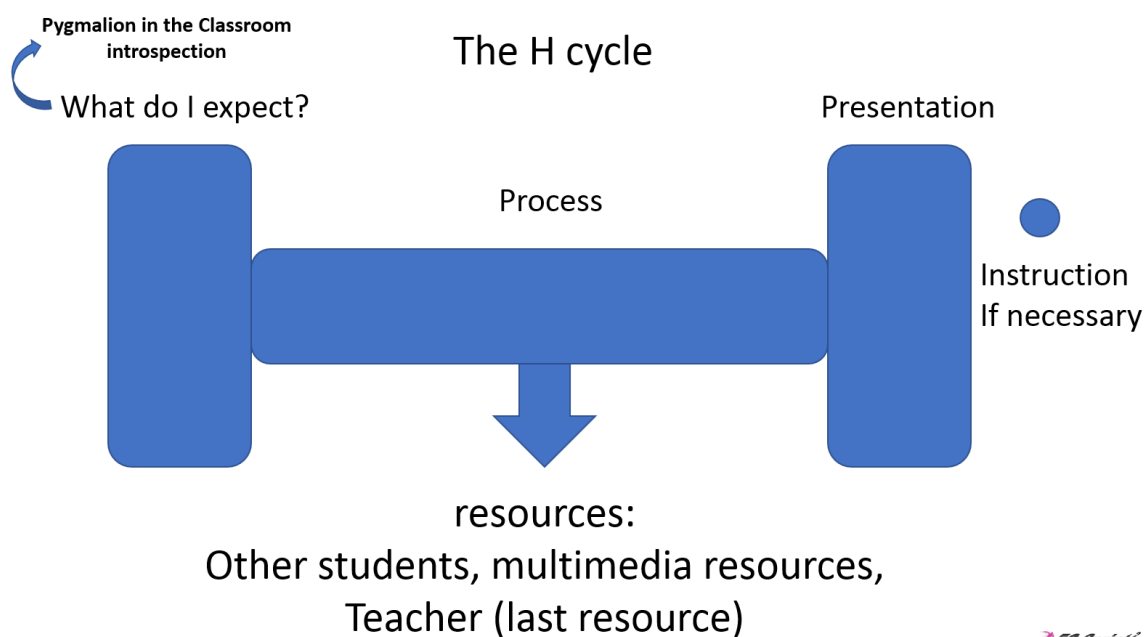 Pygmalion in the Classroom
introspection
The H cycle
What do I expect?
Presentation
Process
Instruction
If necessary
resources:
Other students, multimedia resources,
Teacher (last resource)